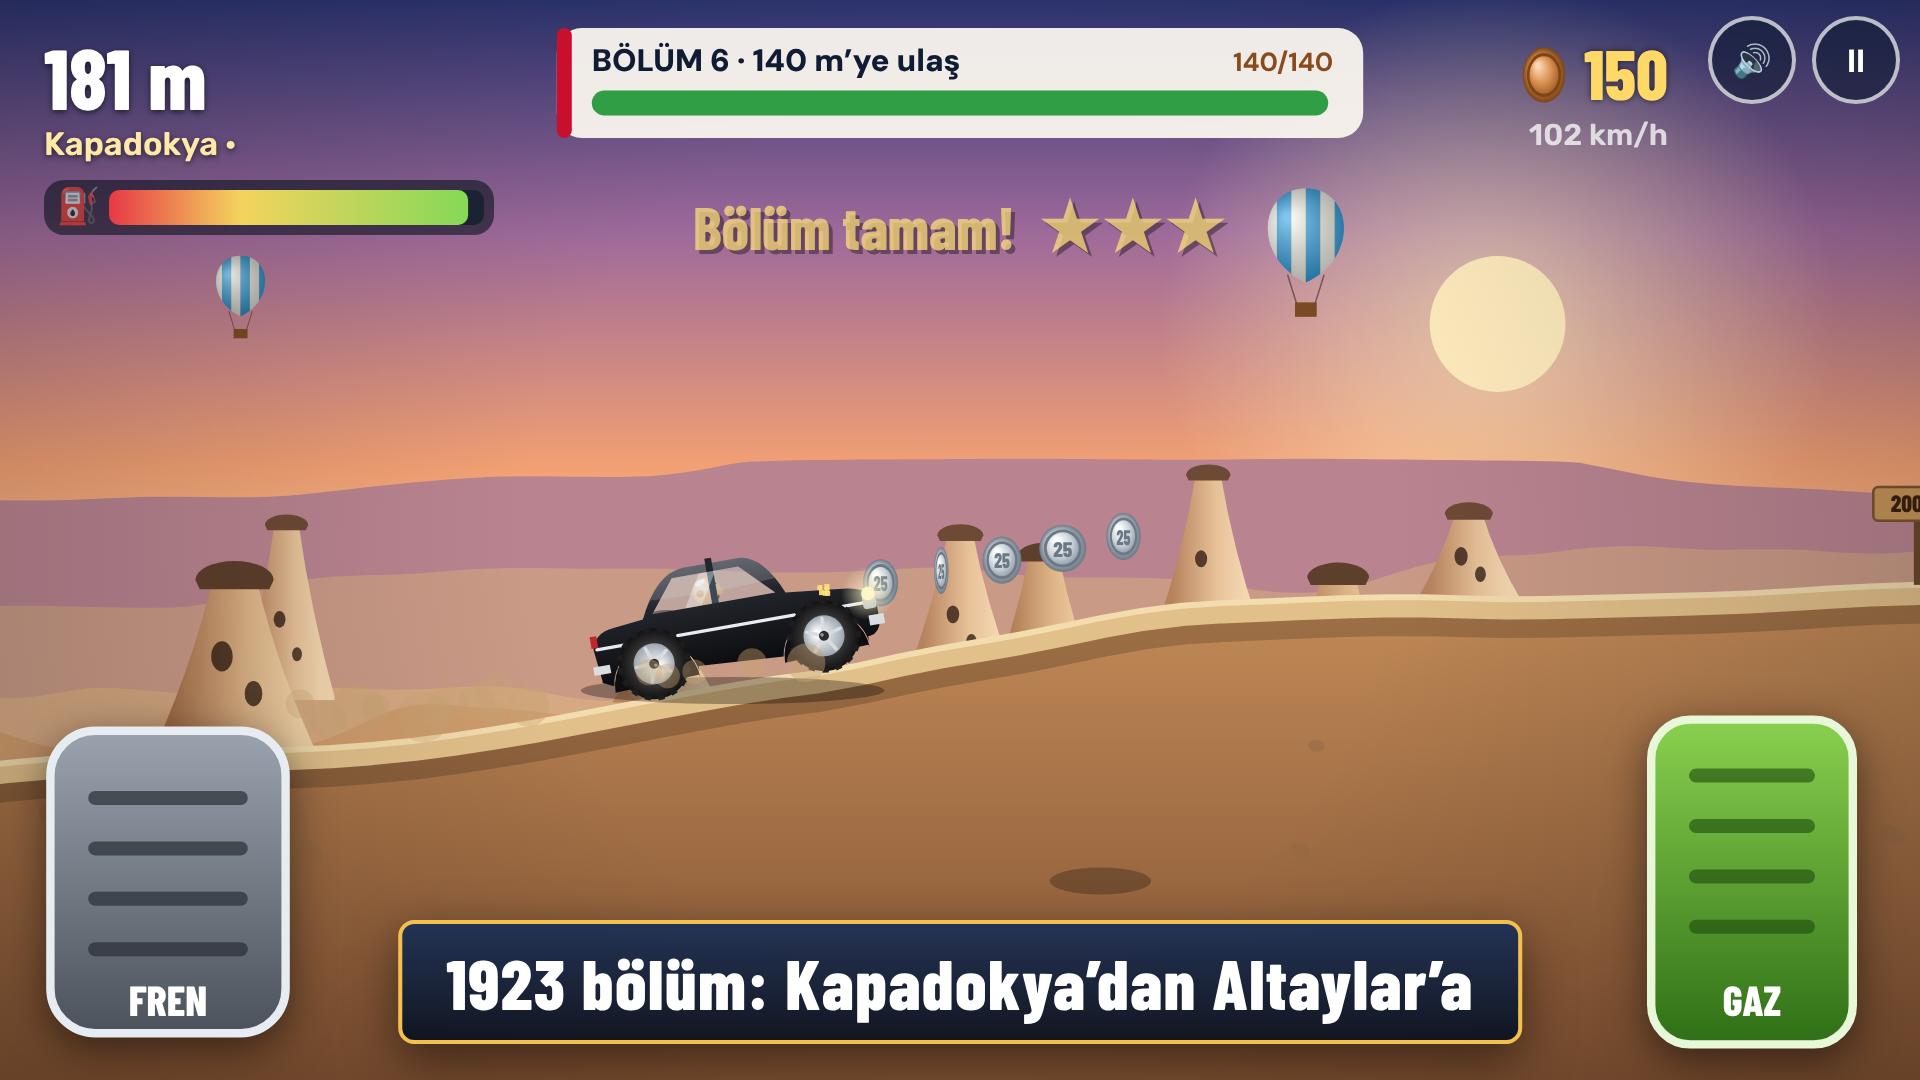 181 m
Kapadokya •
BÖLÜM 6 · 140 m’ye ulaş
140/140
150
102 km/h
Bölüm tamam! ★★★
200
25
25
25
25
25
FREN
GAZ
1923 bölüm: Kapadokya’dan Altaylar’a